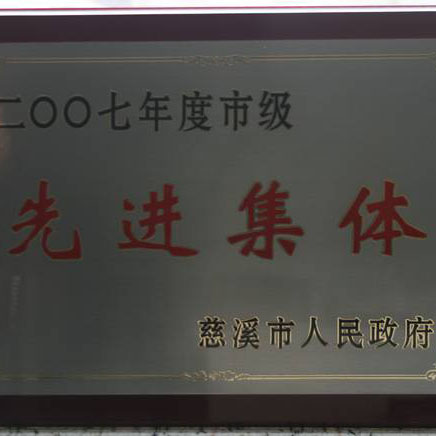 二〇〇七年度市级
先进集体
慈溪市人民政府